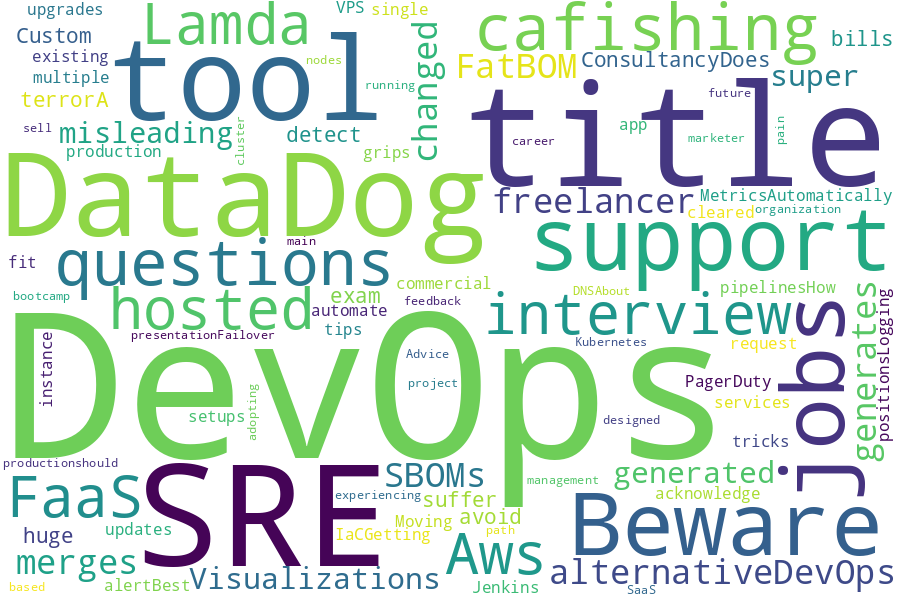 upgrades
Lamda
VPS
single
cafishing
bills
Custom
existing
multiple
terrorA
tool
nodes
running
changed
FatBOM
ConsultancyDoes
super
title
future
sell
misleading
cluster
detect
career
app
marketer
pain
production
grips
DataDog
freelancer
MetricsAutomatically
cleared
organization
support
main
questions
fit
bootcamp
hosted
exam
automate
commercial
feedback
DNSAbout
pipelinesHow
interview
jobs
generates
positionsLogging
presentationFailover
tips
instance
DevOps
Advice
Kubernetes
request
project
adopting
setups
PagerDuty
services
designed
tricks
productionshould
SRE
SBOMs
experiencing
management
generated
acknowledge
FaaS
suffer
Moving
avoid
path
IaCGetting
Beware
huge
updates
merges
Aws
alternativeDevOps
based
alertBest
Visualizations
Jenkins
SaaS